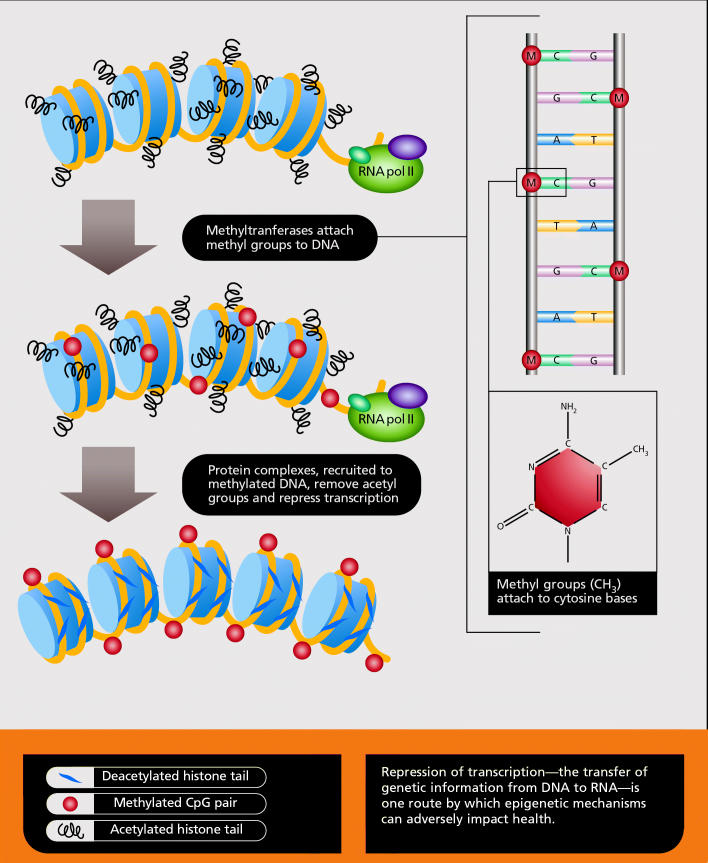 M C G
G C M
A T
M C G
T A
G C M
A T
M C G
RNA pol II
Methyltranferases attach
methyl groups to DNA
RNA pol II
Protein complexes, recruited to
methylated DNA, remove acetyl
groups and repress transcription
NH2
C
N
C
CH3
C
C
O
N
Methyl groups (CH3)
attach to cytosine bases
Deacetylated histone tail
Methylated CpG pair
Acetylated histone tail
Repression of transcription—the transfer of
genetic information from DNA to RNA—is
one route by which epigenetic mechanisms
can adversely impact health.